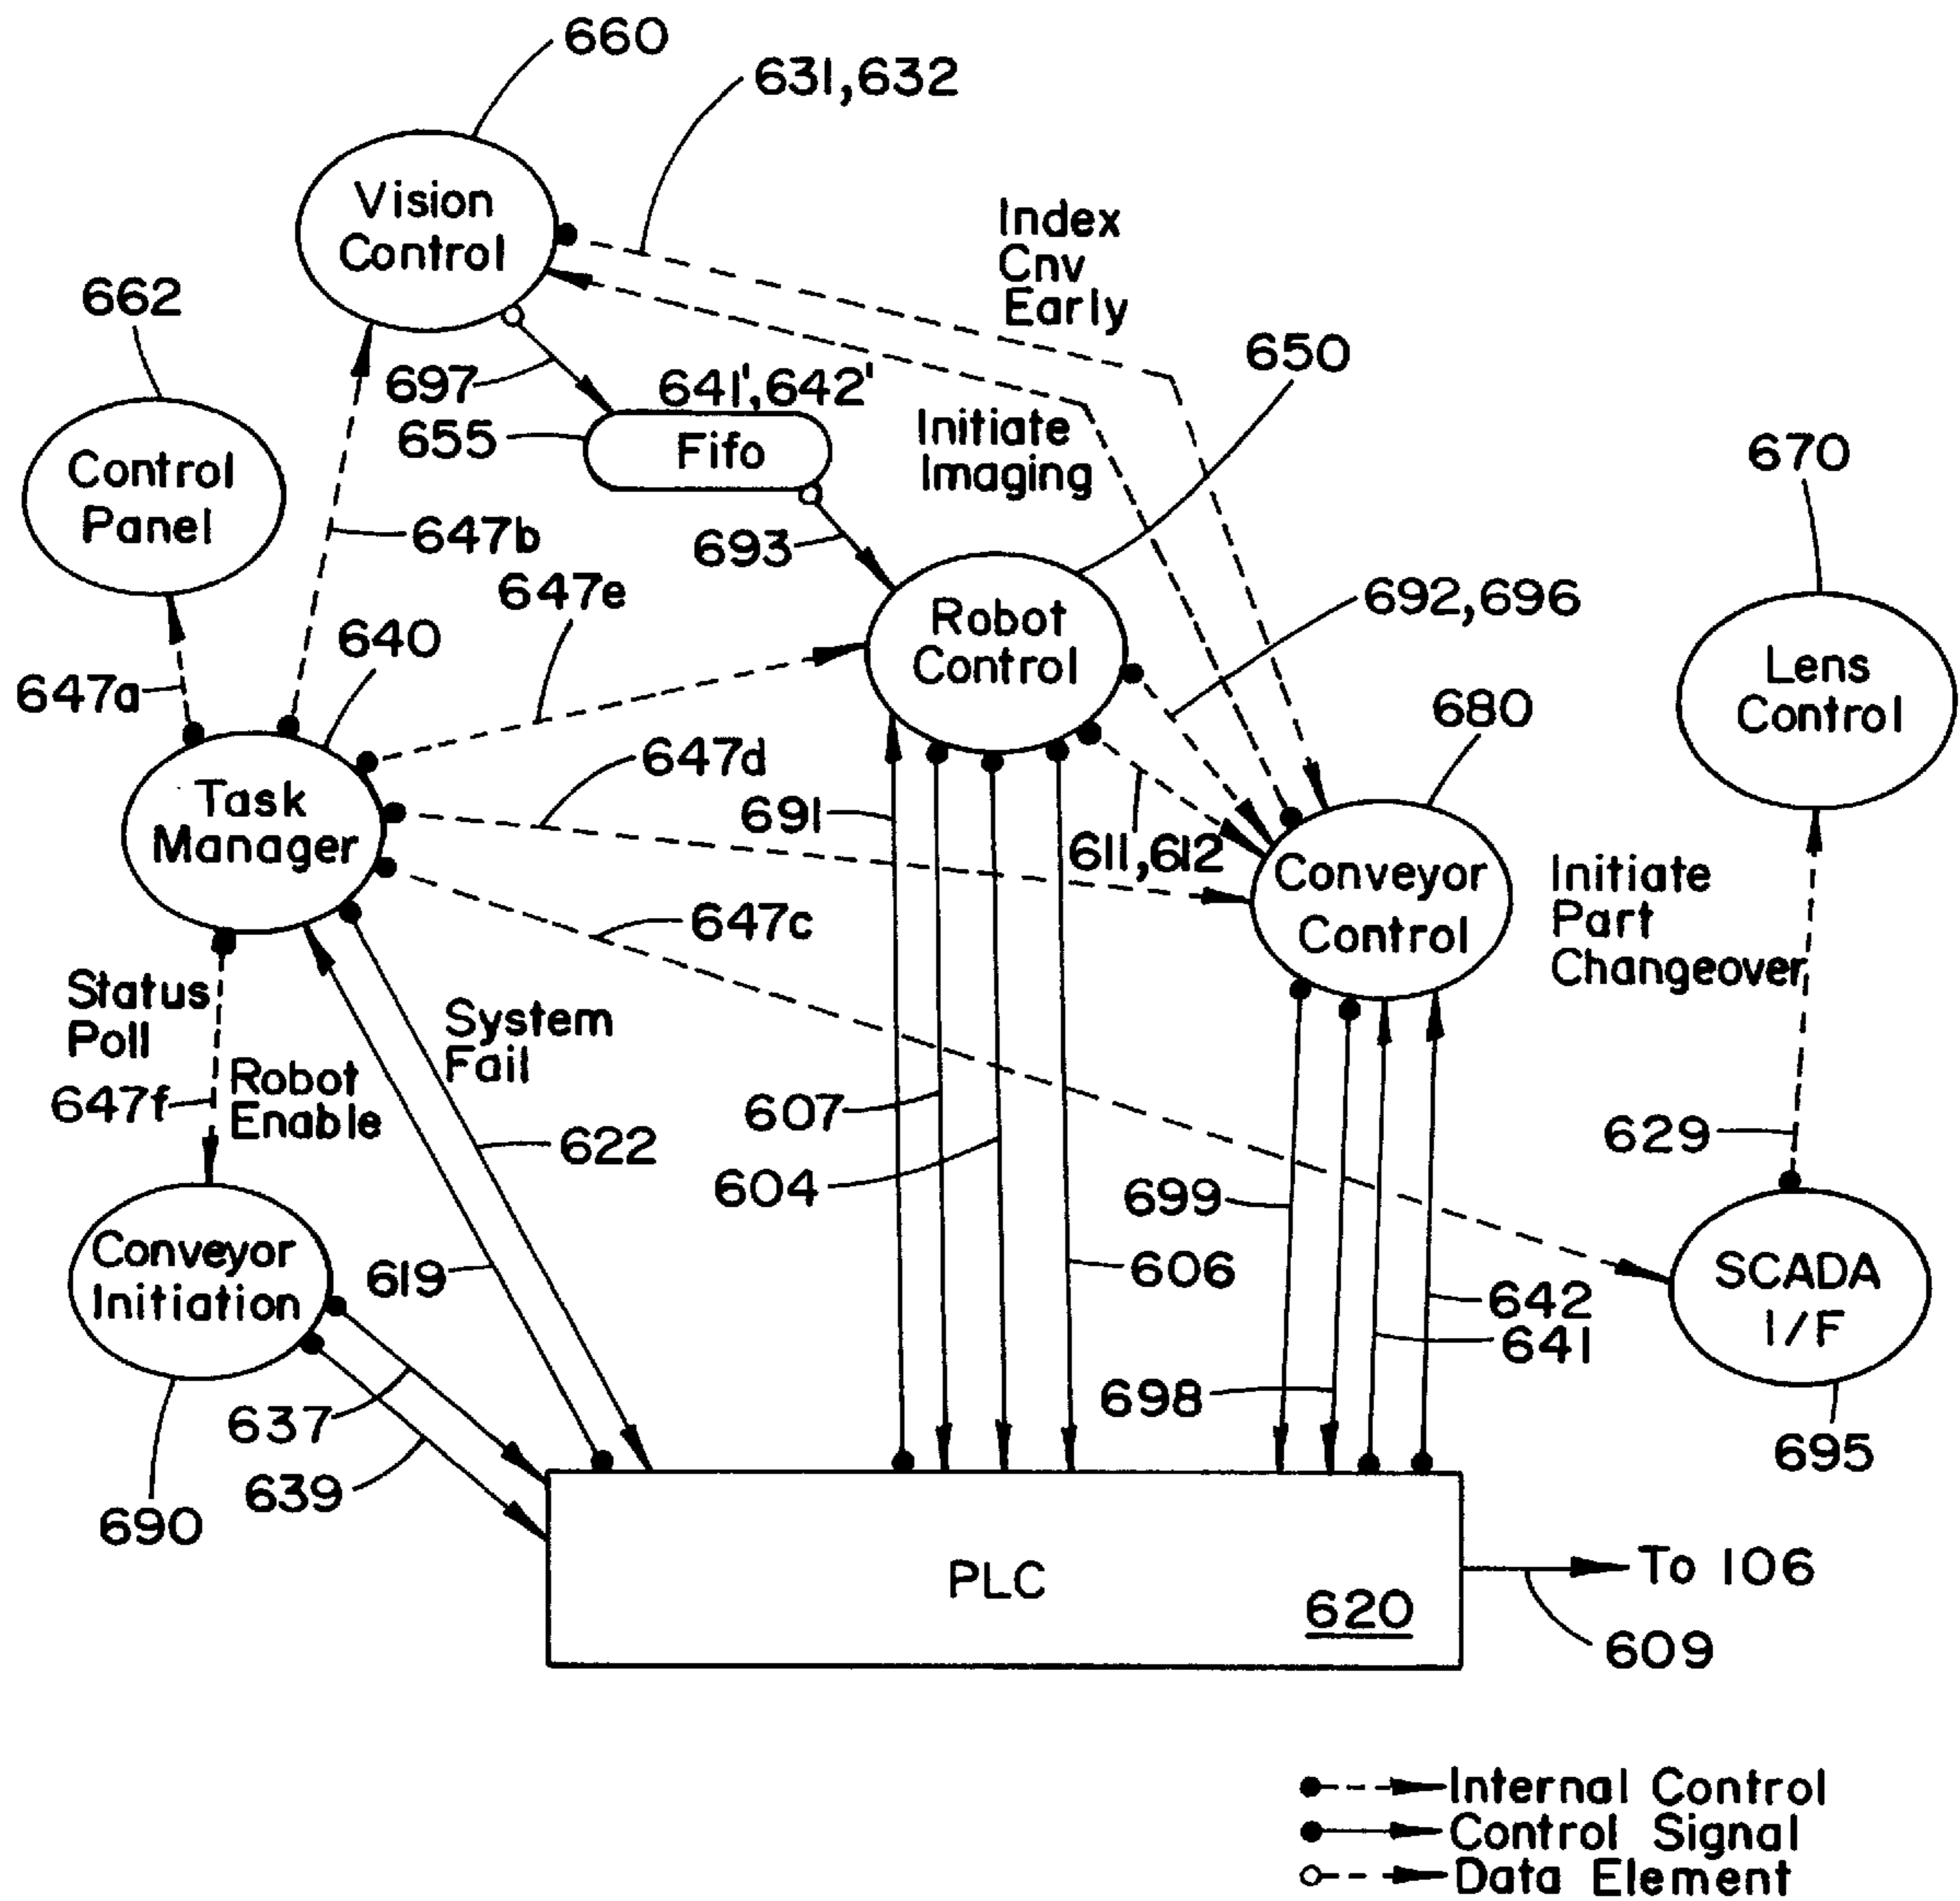 660
631,632
Vision
Control
Index
Cnv
Early
662
650
697
641',642'
655
Fifo
Initiate
Imaging
670
Control
Panel
647b
693
647e
692,696
Robot
Control
640
Lens
Control
647a
680
647d
Task
Manager
691
611,612
Conveyor
Control
Initiate
Part
Changeover
647c
Status
Poll
System
Fail
Robot
Enable
647f
607
622
629
604
699
Conveyor
Initiation
619
606
SCADA
I/F
642
641
698
637
639
695
690
PLC
620
To 106
609
Internal Control
Control Signal
Data Element